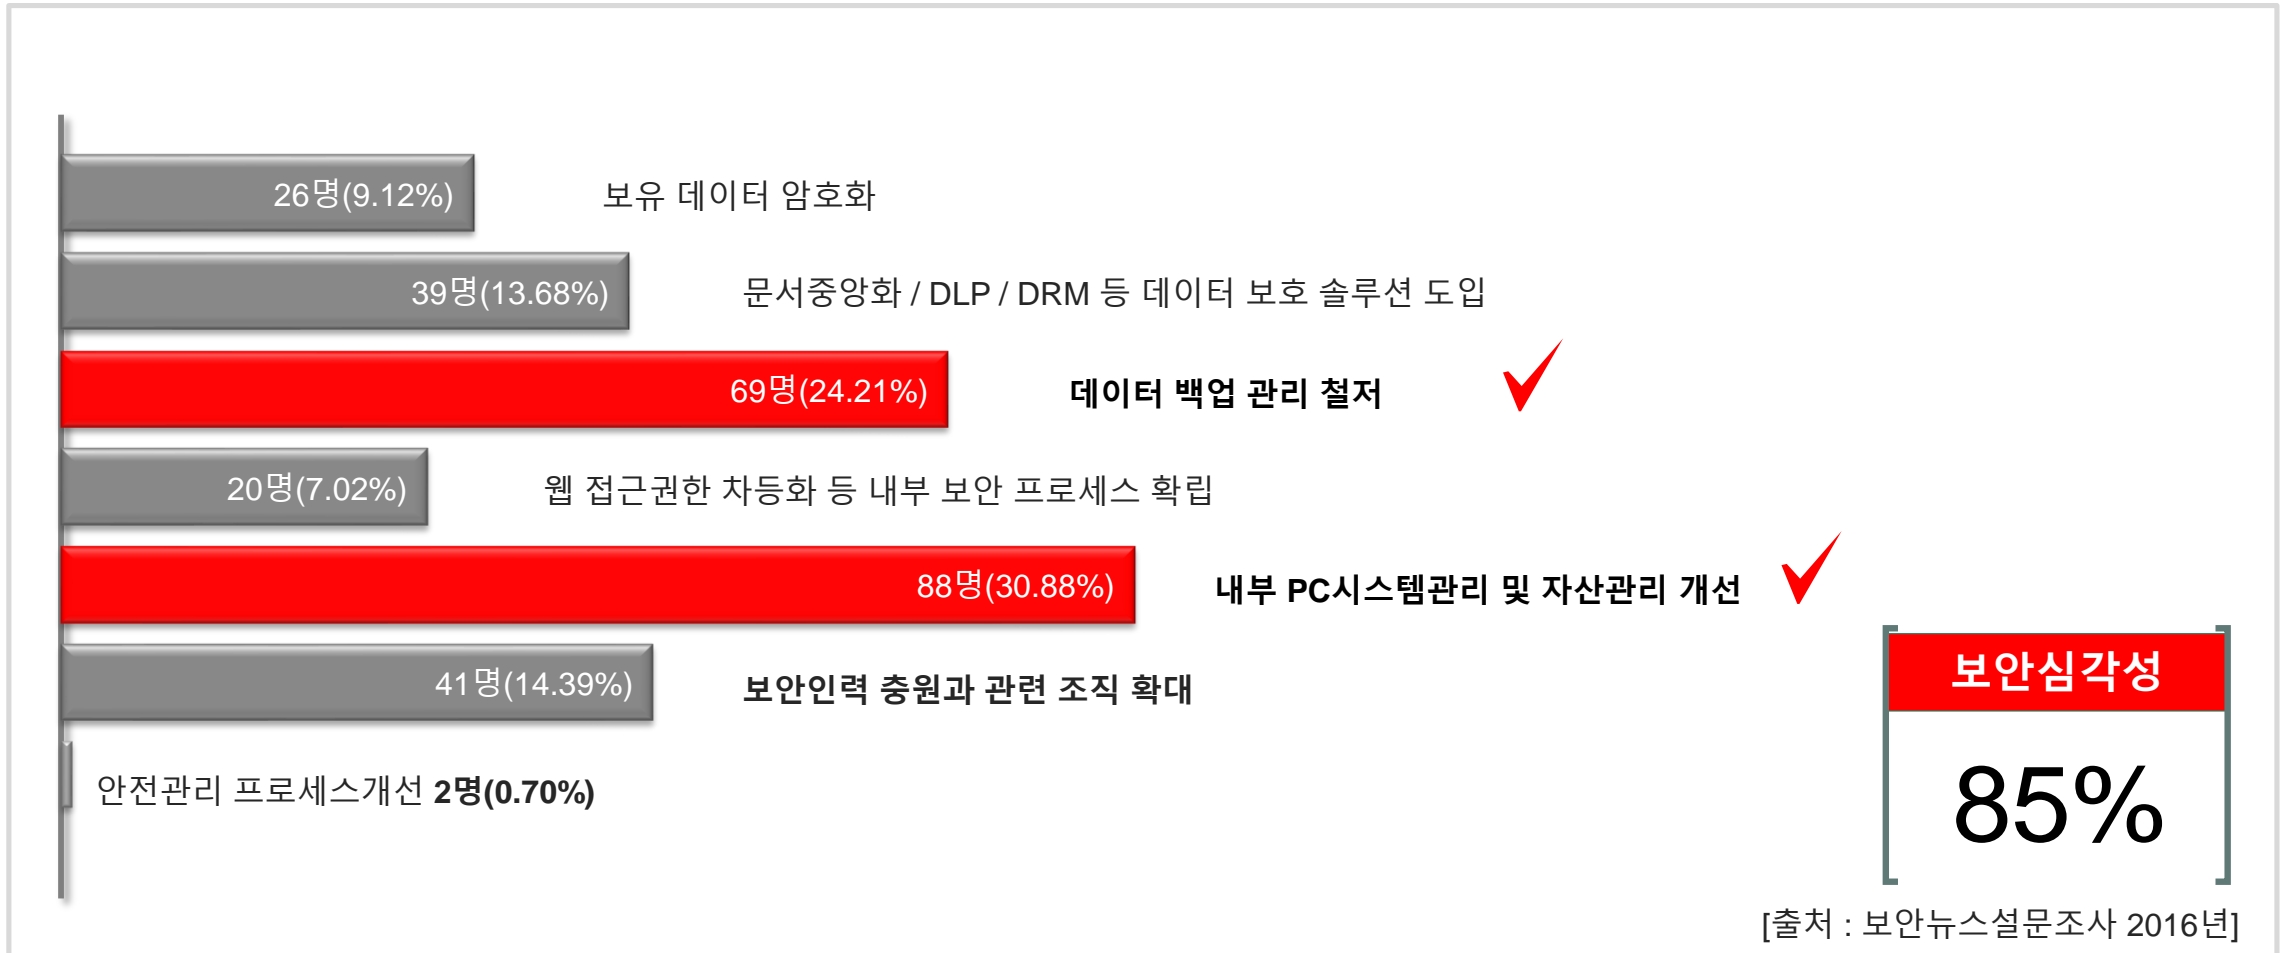 26명(9.12%) 보유 데이터 암호화
39명(13.68%) 문서중앙화 / DLP / DRM 등 데이터 보호 솔루션 도입
69명(24.21%) 데이터 백업 관리 철저
20명(7.02%) 웹 접근권한 차등화 등 내부 보안 프로세스 확립
88명(30.88%) 내부 PC시스템관리 및 자산관리 개선
41명(14.39%) 보안인력 충원과 관련 조직 확대
안전관리 프로세스개선 2명(0.70%)
보안심각성
85%
[출처 : 보안뉴스설문조사 2016년]